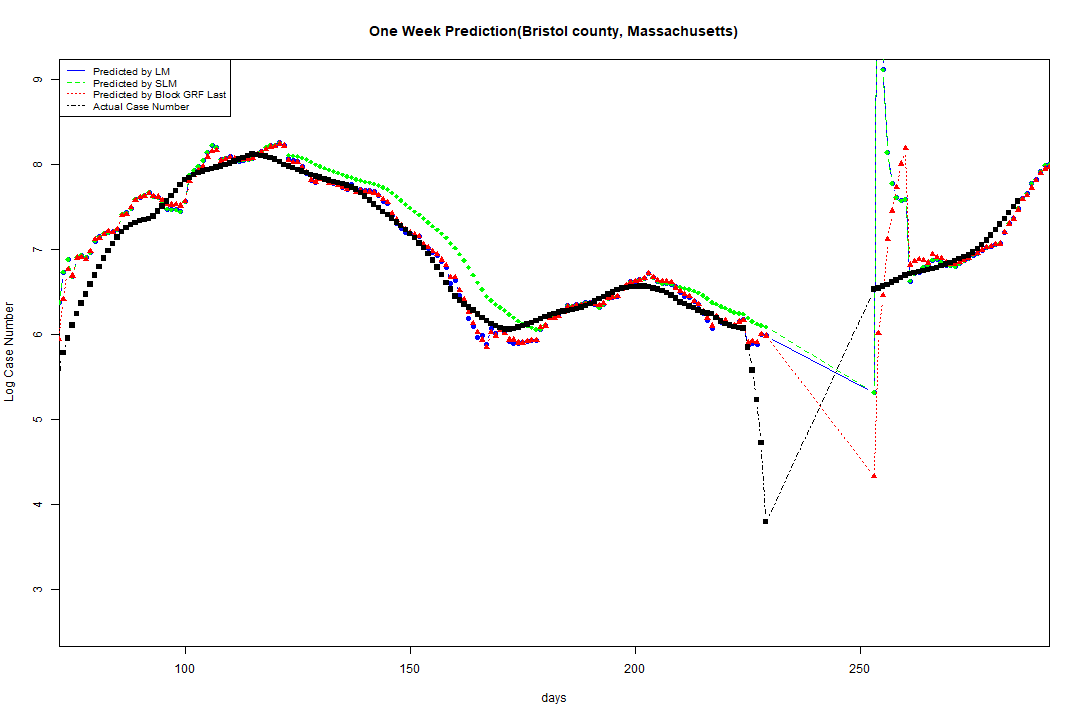 One Week Prediction(Bristol county, Massachusetts)
Predicted by LM
Predicted by SLM
Predicted by Block GRF Last
Actual Case Number
9
8
7
6
5
4
3
Log Case Number
100 150 200 250
days